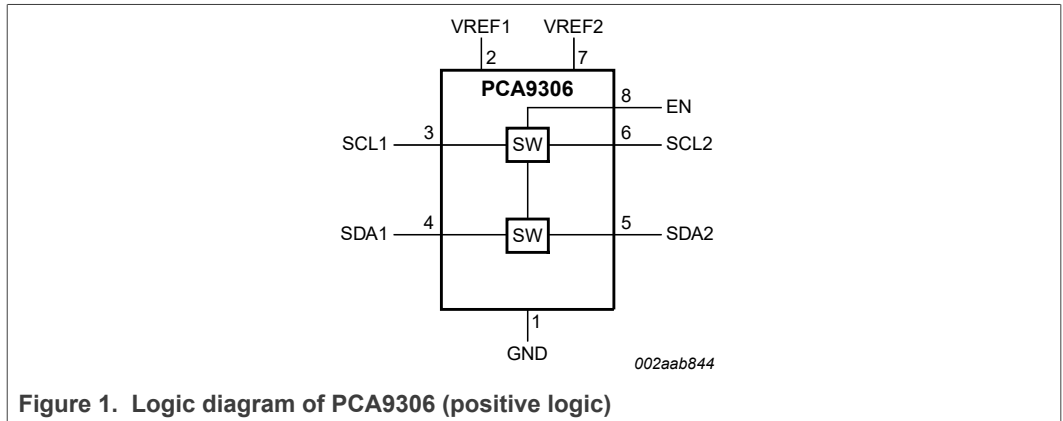 VREF1 VREF2
2 7
PCA9306
8 EN
SCL1 3 SW 6 SCL2
SDA1 4 SW 5 SDA2
1
GND
002aab844
Figure 1. Logic diagram of PCA9306 (positive logic)